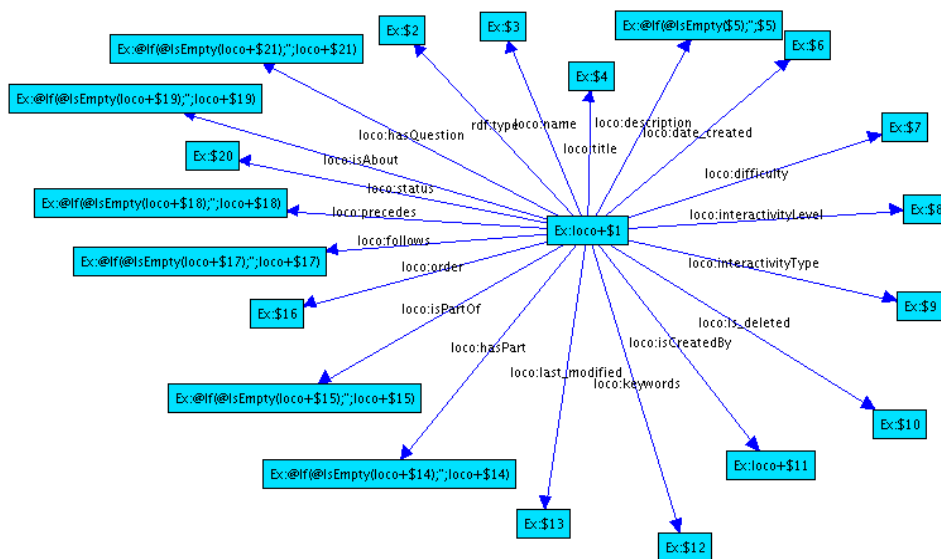 Ex:$2
Ex:$3
Ex:@If(@IsEmpty($5);";$5)
Ex:$6
Ex:@If(@IsEmpty(loco+$21);";loco+$21)
Ex:$4
Ex:@If(@IsEmpty(loco+$19);";loco+$19)
rdf:type
loco:name
loco:description
loco:date_created
Ex:$7
loco:hasQuestion
loco:title
Ex:$20
loco:isAbout
loco:difficulty
loco:status
Ex:@If(@IsEmpty(loco+$18);";loco+$18)
loco:precedes
loco:interactivityLevel
Ex:$8
Ex:loco+$1
loco:follows
Ex:@If(@IsEmpty(loco+$17);";loco+$17)
loco:order
loco:interactivityType
Ex:$9
Ex:$16
loco:isPartOf
loco:Is_deleted
loco:isCreatedBy
loco:hasPart
loco:last_modified
loco:keywords
Ex:@If(@IsEmpty(loco+$15);";loco+$15)
Ex:$10
Ex:@If(@IsEmpty(loco+$14);";loco+$14)
Ex:loco+$11
Ex:$13
Ex:$12